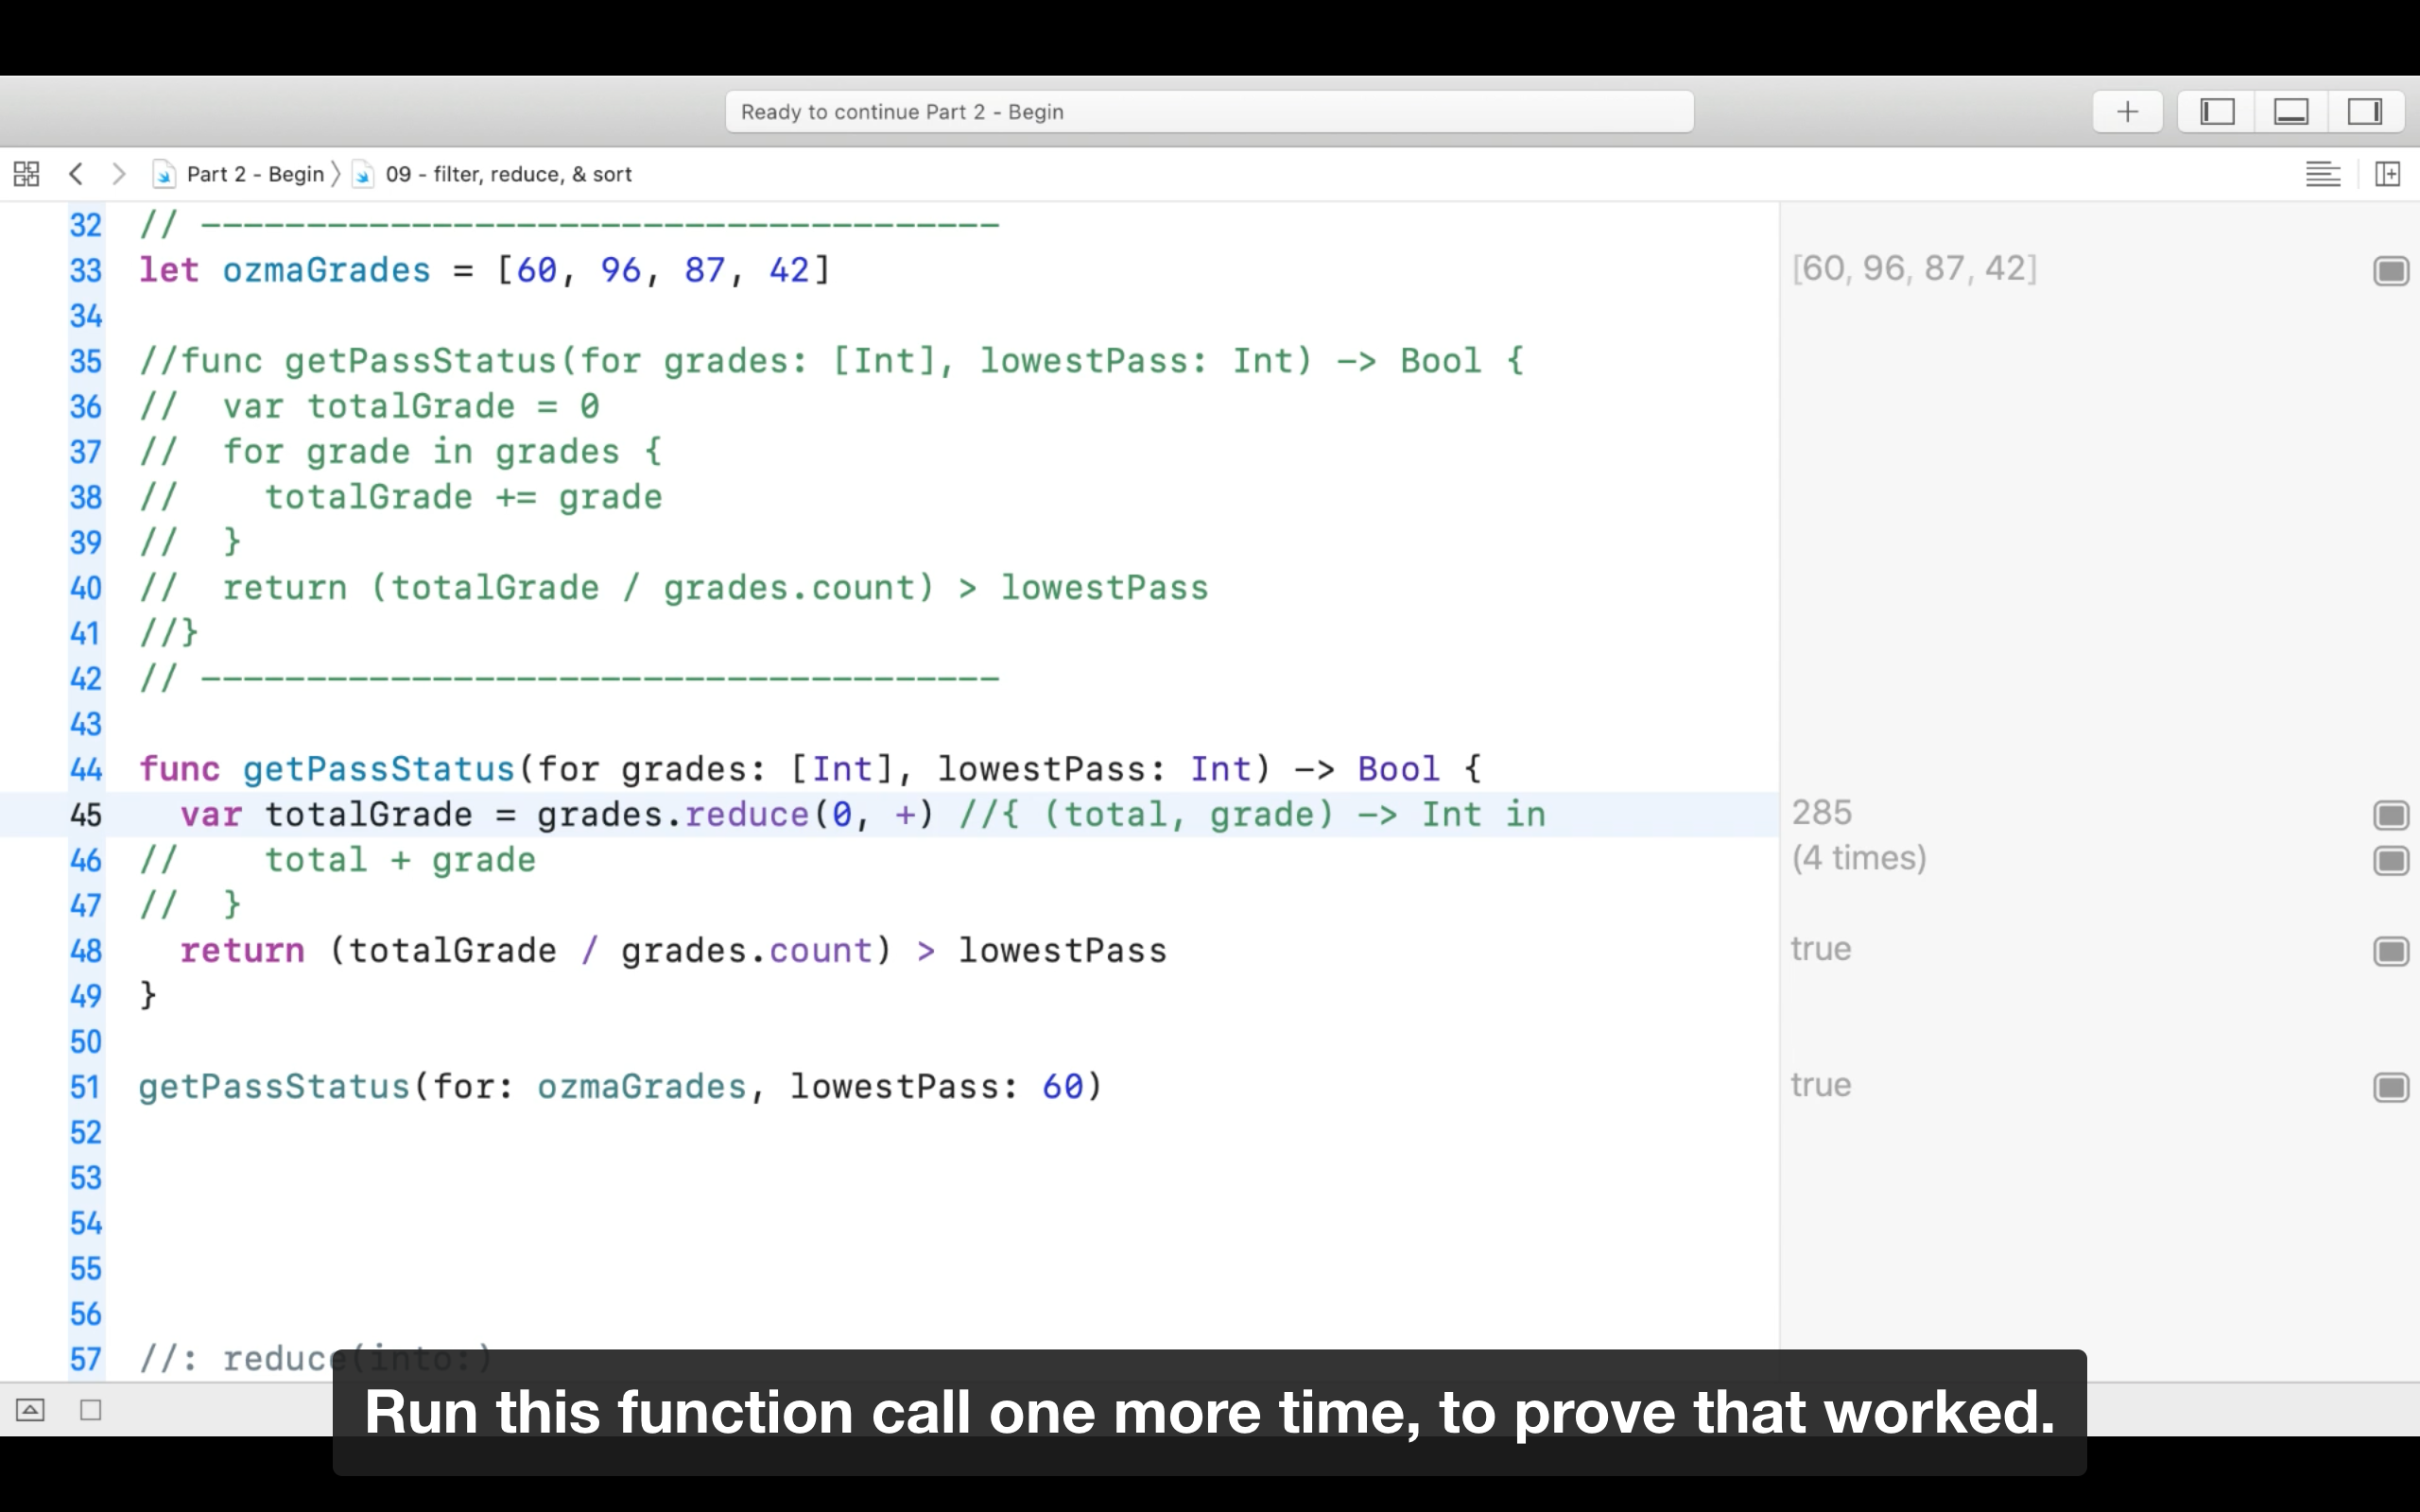 Ready to continue Part 2 - Begin
Part 2 - Begin 〉 09 - filter, reduce, & sort
32 // --------------------------------------
33 let ozmaGrades = [60, 96, 87, 42] [60, 96, 87, 42]
34
35 //func getPassStatus(for grades: [Int], lowestPass: Int) -> Bool {
36 //  var totalGrade = 0
37 //  for grade in grades {
38 //    totalGrade += grade
39 //  }
40 //  return (totalGrade / grades.count) > lowestPass
41 //}
42 // --------------------------------------
43
44 func getPassStatus(for grades: [Int], lowestPass: Int) -> Bool {
45   var totalGrade = grades.reduce(0, +) //{ (total, grade) -> Int in 285
46 //    total + grade (4 times)
47 //  }
48   return (totalGrade / grades.count) > lowestPass true
49 }
50
51 getPassStatus(for: ozmaGrades, lowestPass: 60) true
52
53
54
55
56
57 //: reduce(into:)
Run this function call one more time, to prove that worked.